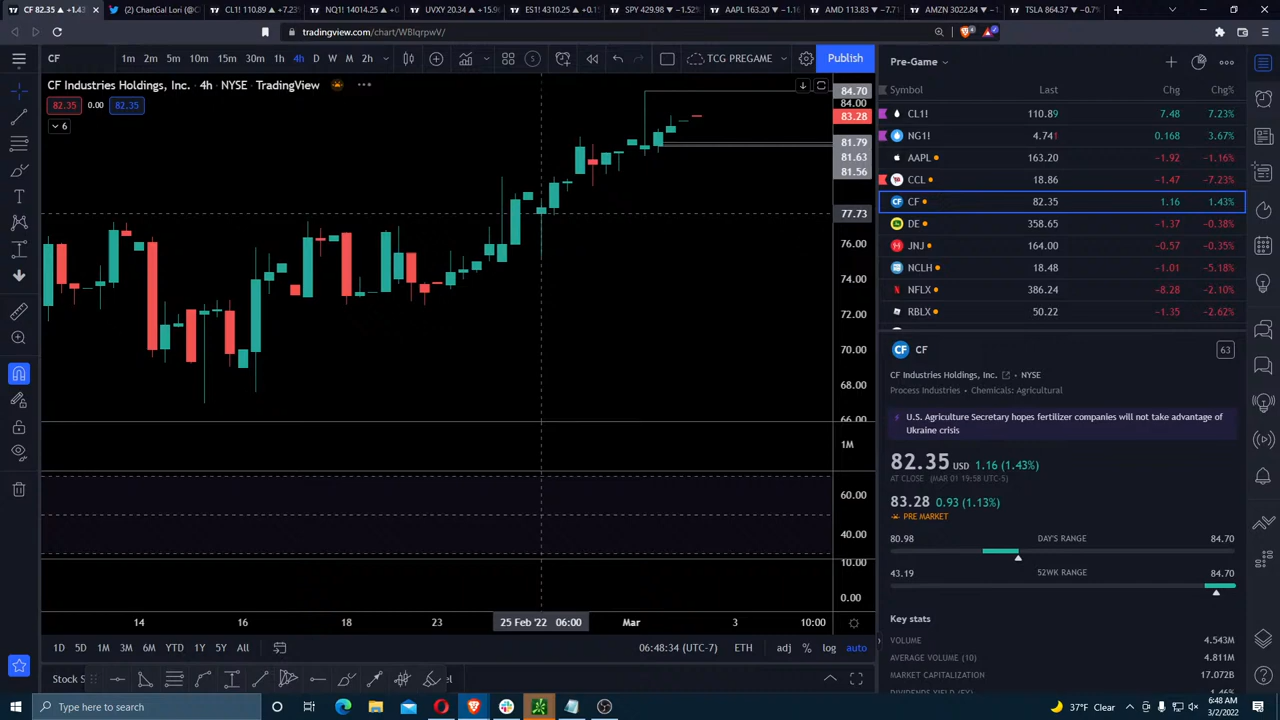 CF 82.35 ▲ +1.43
(2) ChartGal Lori (@C
CL1! 110.89 ▲ +7.23%
NQ1! 14014.25 ▲ +0
UVXY 20.34 ▲ +15.90
ES1! 4310 ▲ +0.15
SPY 429.98 ▼ −1.52%
AAPL 163.20 ▼ −1.16
AMD 113.83 ▼ −7.71
AMZN 3022.84 ▼ −1
TSLA 864.37 ▼ −0.7%
tradingview.com/chart/WBlqrpwV/
CF
1m 2m 5m 10m 15m 30m 1h 4h D W M 2h
TCG PREGAME
Publish
CF Industries Holdings, Inc. • 4h • NYSE • TradingView
82.35 0.00 82.35
6
84.70
84.00
83.28
81.79
81.63
81.56
77.73
76.00
74.00
72.00
70.00
68.00
66.00
1M
60.00
40.00
10.00
0.00
14 16 18 23 25 Feb '22 06:00 Mar 3 10:00
1D 5D 1M 3M 6M YTD 1Y 5Y All
06:48:34 (UTC-7) ETH adj % log auto
Stock S
Pre-Game
Symbol Last Chg Chg%
CL1! 110.89 7.48 7.23%
NG1! 4.741 0.168 3.67%
AAPL 163.20 −1.92 −1.16%
CCL 18.86 −1.47 −7.23%
CF 82.35 1.16 1.43%
DE 358.65 −1.37 −0.38%
JNJ 164.00 −0.57 −0.35%
NCLH 18.48 −1.01 −5.18%
NFLX 386.24 −8.28 −2.10%
RBLX 50.22 −1.35 −2.62%
CF CF 63
CF Industries Holdings, Inc. • NYSE
Process Industries • Chemicals: Agricultural
U.S. Agriculture Secretary hopes fertilizer companies will not take advantage of
Ukraine crisis
82.35 USD 1.16 (1.43%)
AT CLOSE (MAR 01 19:58 UTC-5)
83.28 0.93 (1.13%)
PRE MARKET
80.98 DAY'S RANGE 84.70
43.19 52WK RANGE 84.70
Key stats
VOLUME 4.543M
AVERAGE VOLUME (10) 4.811M
MARKET CAPITALIZATION 17.072B
DIVIDENDS YIELD (FY) 1.46%
Type here to search
37°F Clear
6:48 AM
3/2/2022